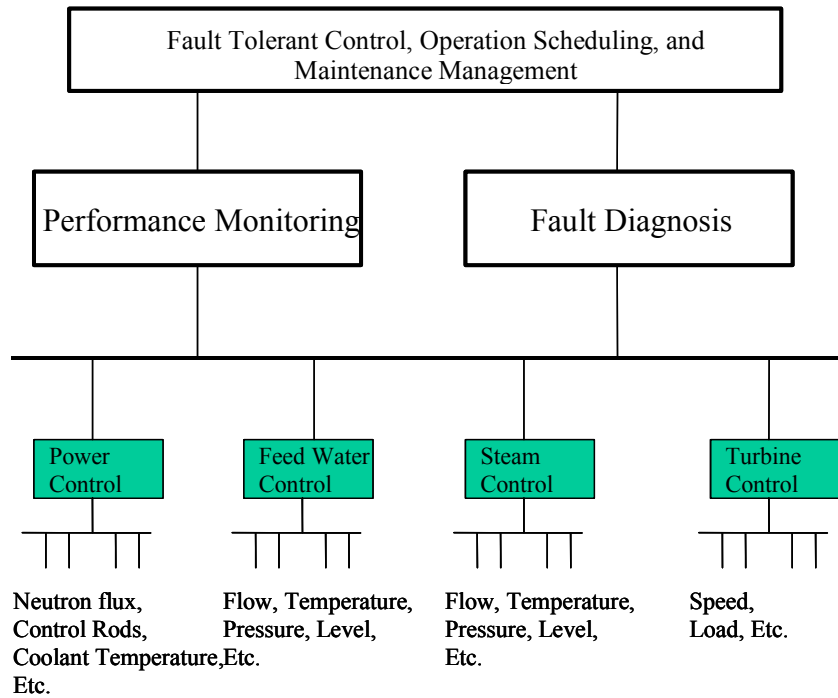 Fault Tolerant Control, Operation Scheduling, and
Maintenance Management
Performance Monitoring
Fault Diagnosis
Power
Control
Feed Water
Control
Steam
Control
Turbine
Control
Neutron flux,
Control Rods,
Coolant Temperature,
Etc.
Flow, Temperature,
Pressure, Level,
Etc.
Flow, Temperature,
Pressure, Level,
Etc.
Speed,
Load, Etc.